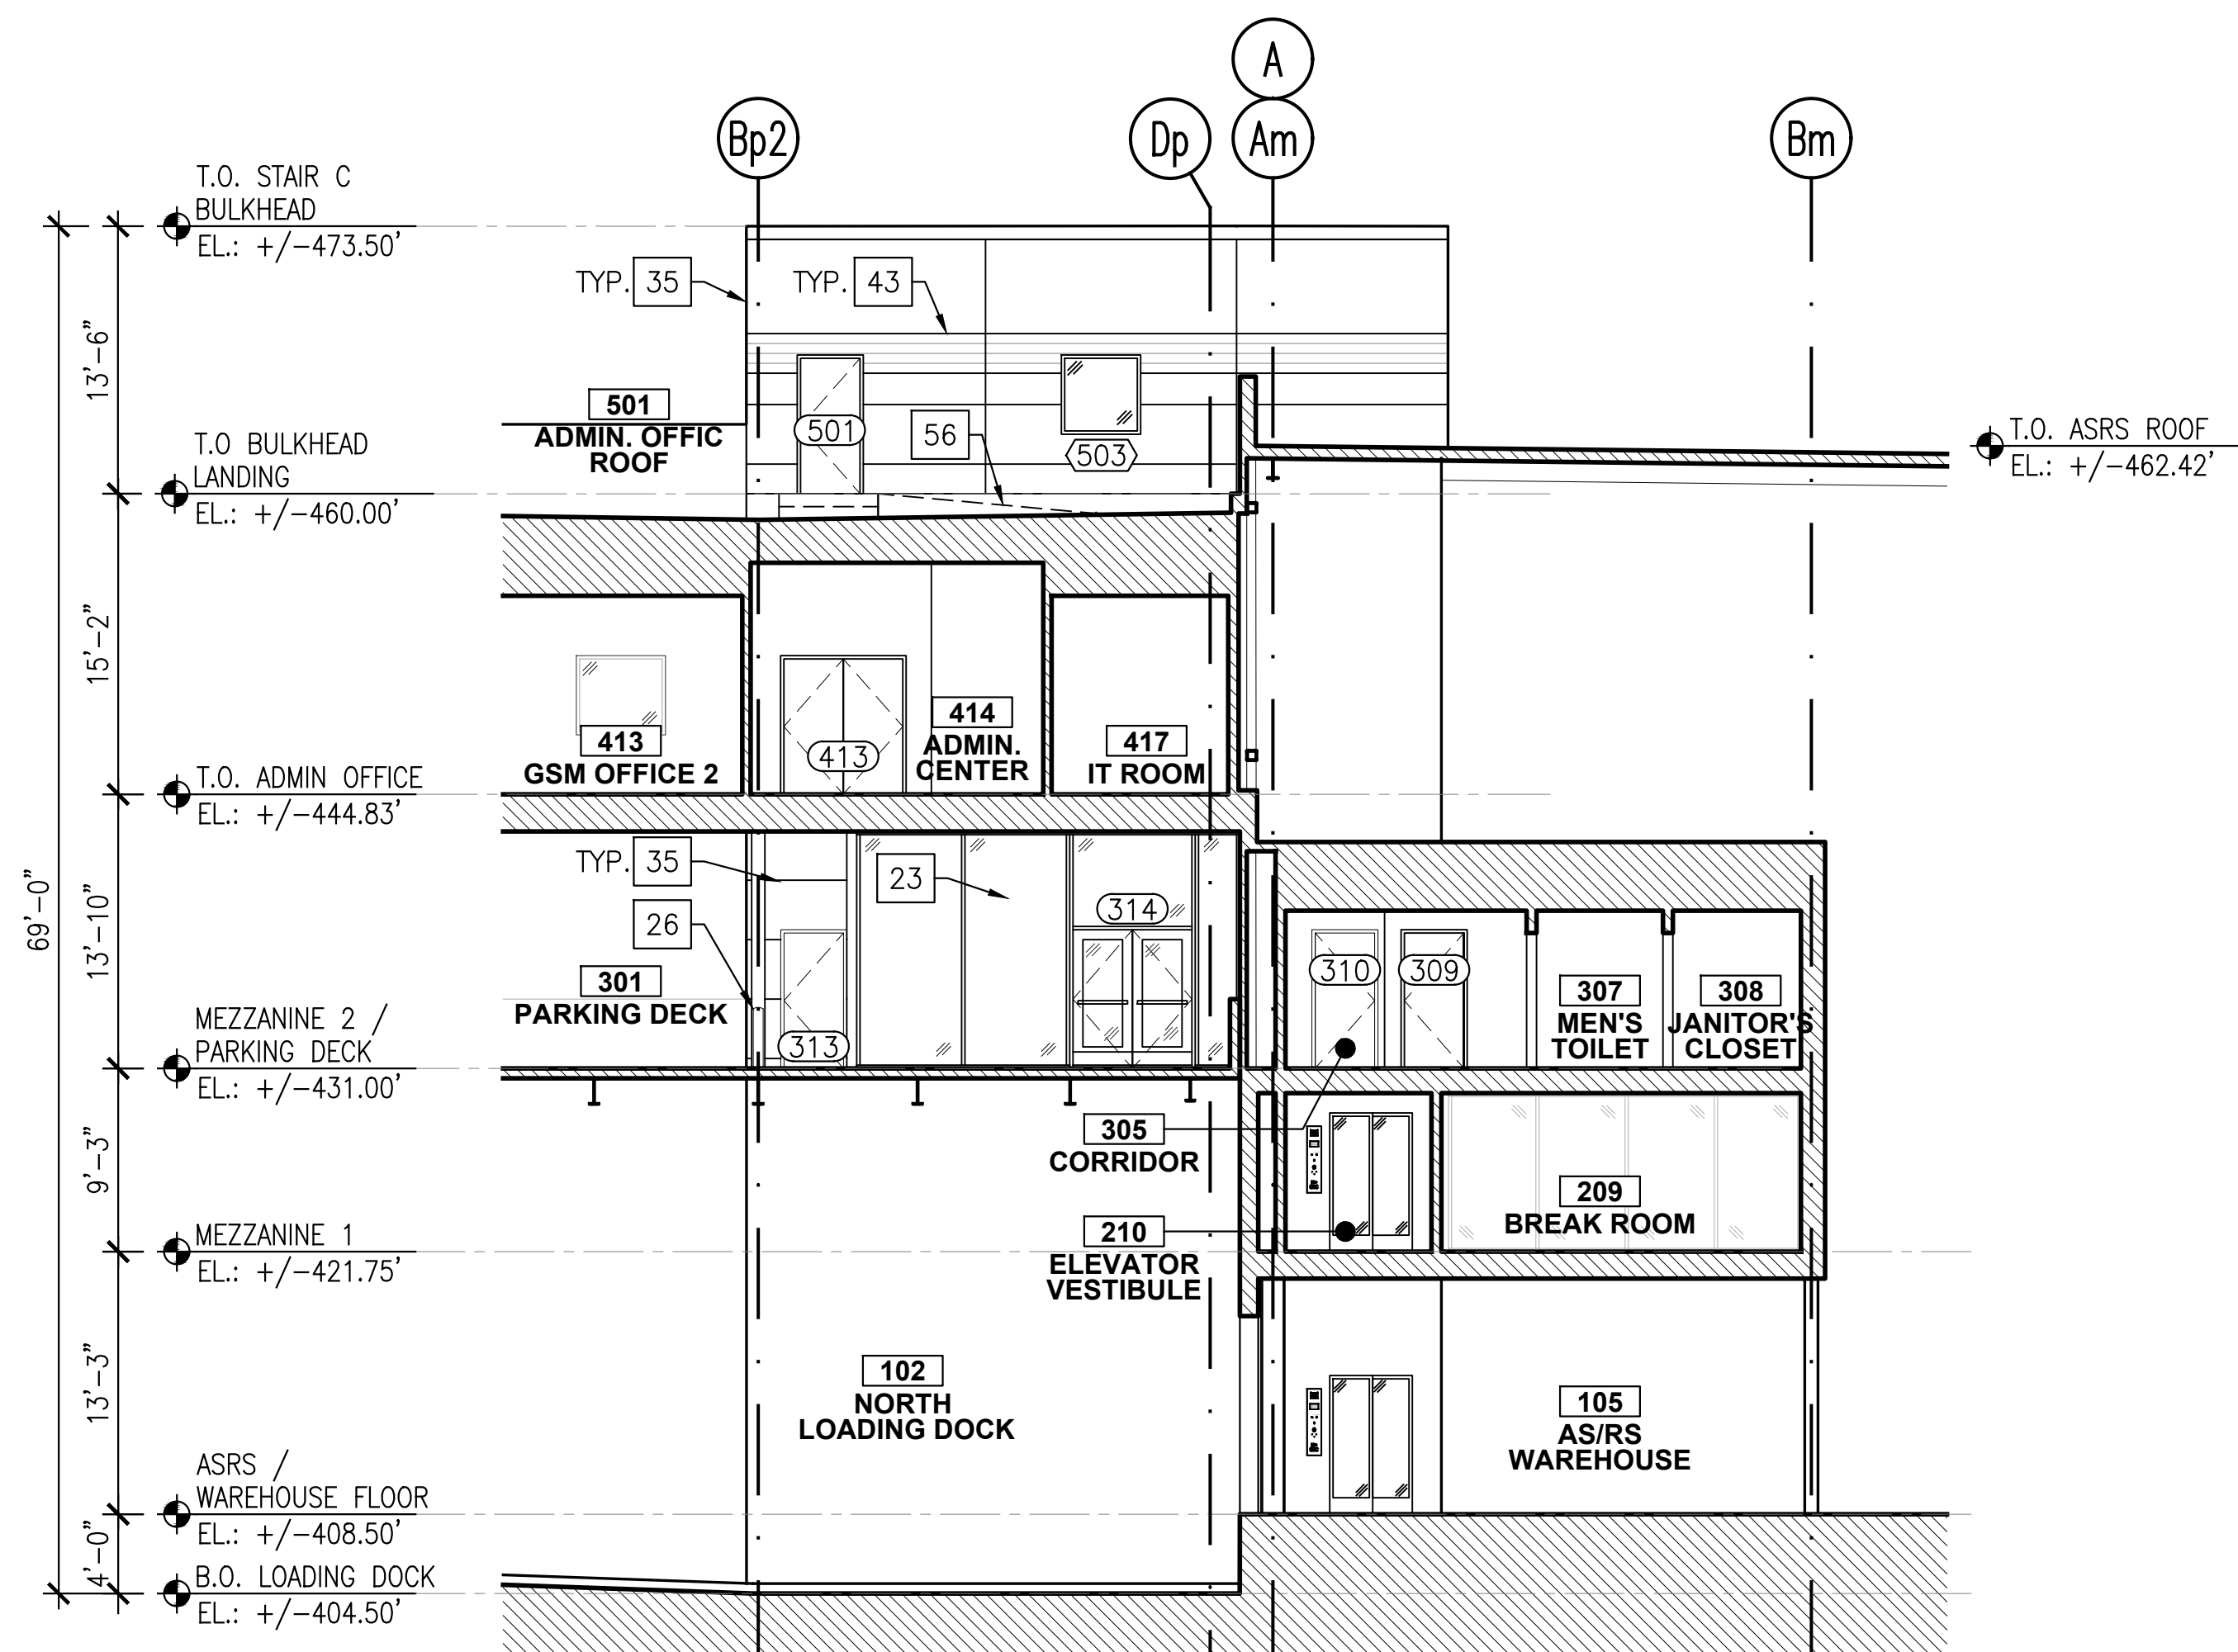 A
Bp2
Dp
Am
Bm
T.O. STAIR C
BULKHEAD
EL.: +/-473.50'
TYP. 35
TYP. 43
13'-6"
501
ADMIN. OFFIC
ROOF
501
56
503
T.O. ASRS ROOF
EL.: +/-462.42'
T.O BULKHEAD
LANDING
EL.: +/-460.00'
15'-2"
413
GSM OFFICE 2
413
414
ADMIN.
CENTER
417
IT ROOM
T.O. ADMIN OFFICE
EL.: +/-444.83'
69'-0"
13'-10"
TYP. 35
23
26
314
301
PARKING DECK
313
310
309
307
MEN'S
TOILET
308
JANITOR'S
CLOSET
MEZZANINE 2 /
PARKING DECK
EL.: +/-431.00'
9'-3"
305
CORRIDOR
209
BREAK ROOM
210
ELEVATOR
VESTIBULE
MEZZANINE 1
EL.: +/-421.75'
13'-3"
102
NORTH
LOADING DOCK
105
AS/RS
WAREHOUSE
ASRS /
WAREHOUSE FLOOR
EL.: +/-408.50'
4'-0"
B.O. LOADING DOCK
EL.: +/-404.50'